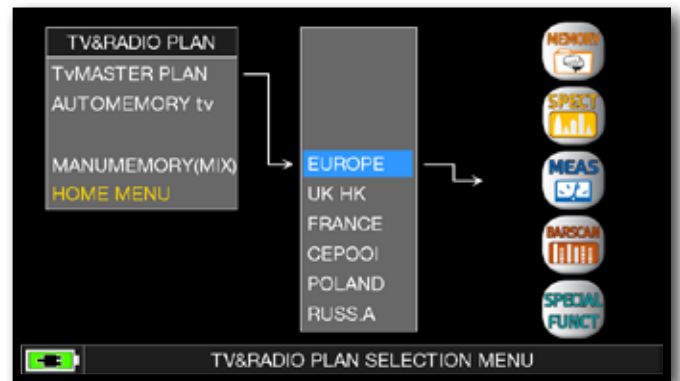 TV&RADIO PLAN
TvMASTER PLAN
AUTOMEMORY tv
MANUMEMORY(MIX)
HOME MENU
EUROPE
UK HK
FRANCE
CEPOOI
POLAND
RUSS.A
MEMORY
SPECT
MEAS
BARSCAN
SPECIAL
FUNCT
TV&RADIO PLAN SELECTION MENU